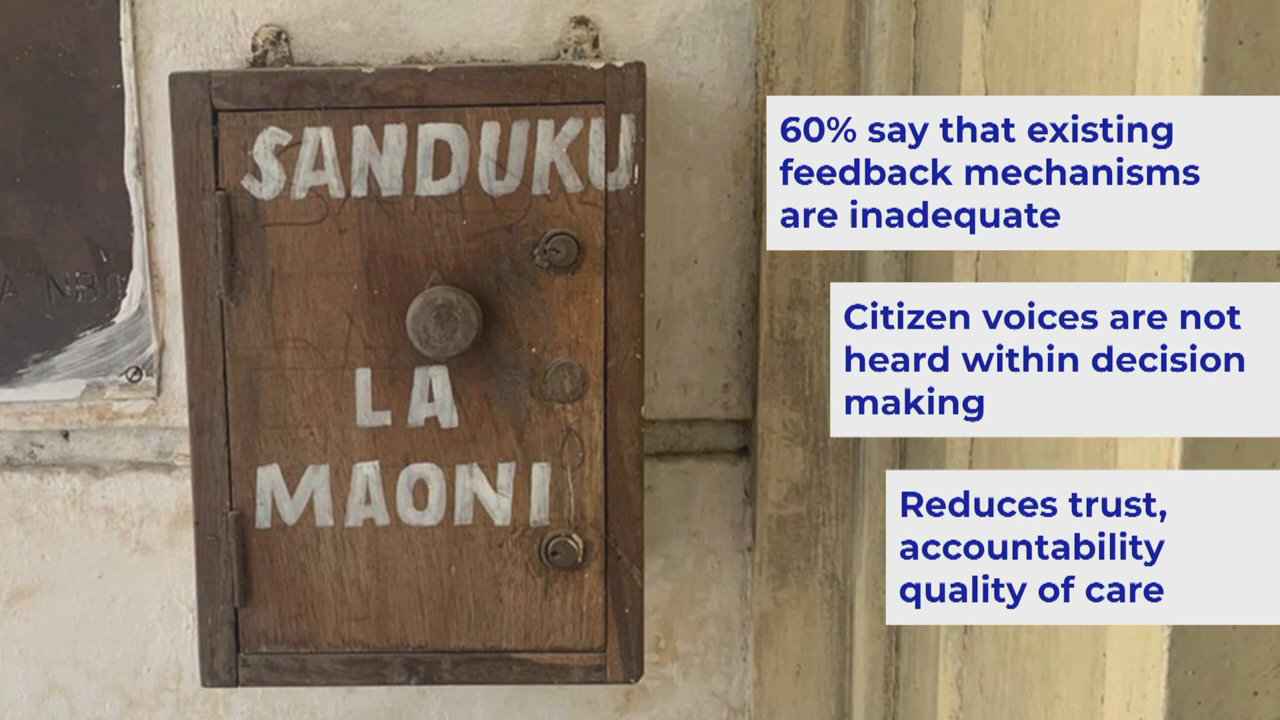 SANDUKU
LA
MAONI
60% say that existing
feedback mechanisms
are inadequate
Citizen voices are not
heard within decision
making
Reduces trust,
accountability
quality of care